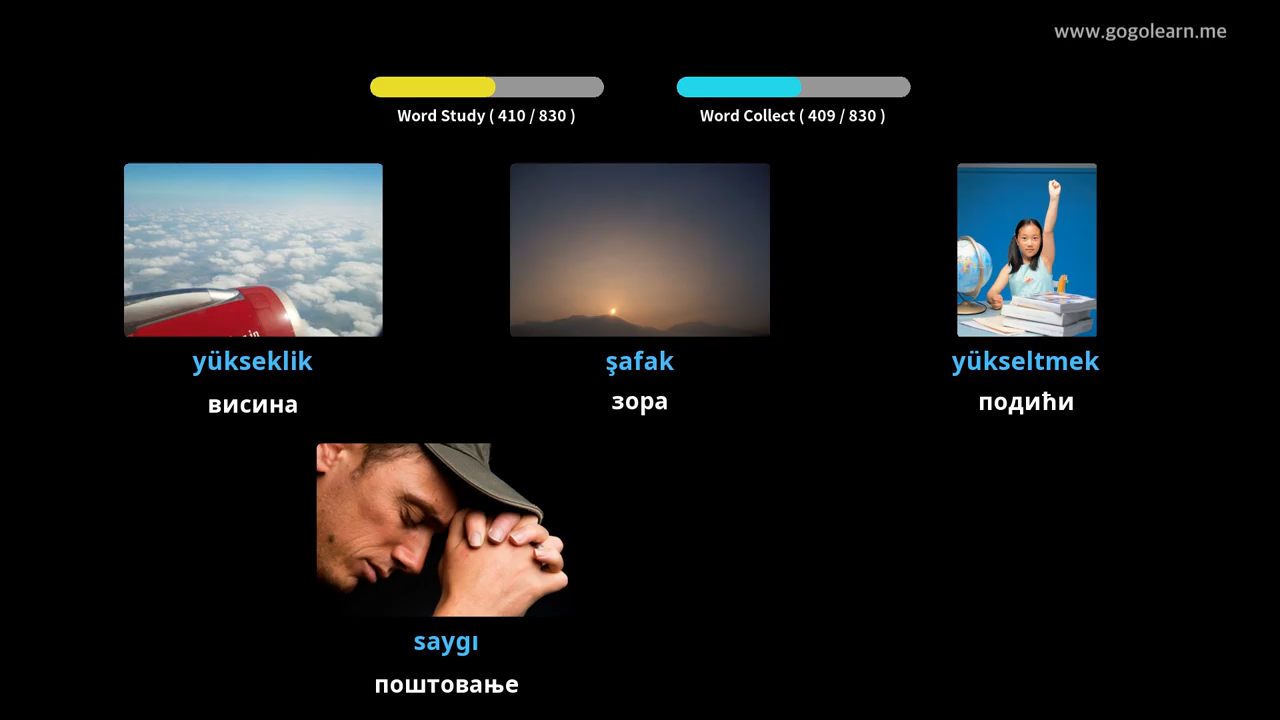 www.gogolearn.me
Word Study ( 410 / 830 )
Word Collect ( 409 / 830 )
yükseklik
şafak
yükseltmek
висина
зора
подићи
saygı
поштовање